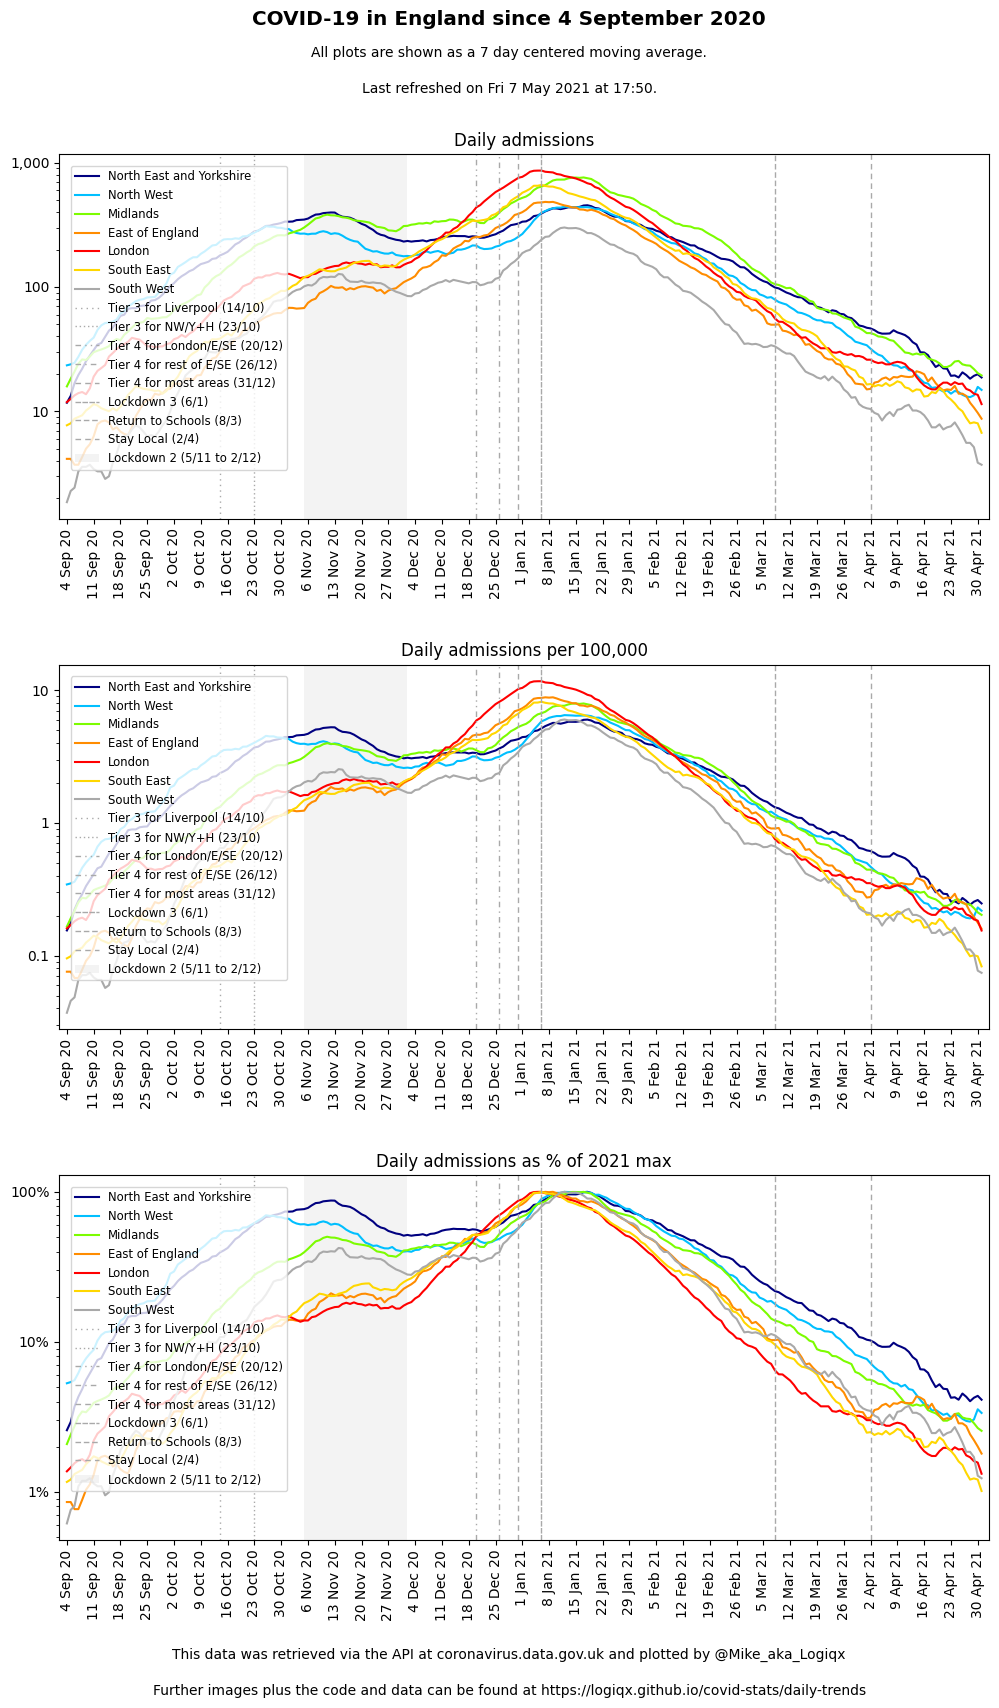 COVID-19 in England since 4 September 2020
All plots are shown as a 7 day centered moving average.
Last refreshed on Fri 7 May 2021 at 17:50.
Daily admissions
1,000
100
10
North East and Yorkshire
North West
Midlands
East of England
London
South East
South West
Tier 3 for Liverpool (14/10)
Tier 3 for NW/Y+H (23/10)
Tier 4 for London/E/SE (20/12)
Tier 4 for rest of E/SE (26/12)
Tier 4 for most areas (31/12)
Lockdown 3 (6/1)
Return to Schools (8/3)
Stay Local (2/4)
Lockdown 2 (5/11 to 2/12)
4 Sep 20
11 Sep 20
18 Sep 20
25 Sep 20
2 Oct 20
9 Oct 20
16 Oct 20
23 Oct 20
30 Oct 20
6 Nov 20
13 Nov 20
20 Nov 20
27 Nov 20
4 Dec 20
11 Dec 20
18 Dec 20
25 Dec 20
1 Jan 21
8 Jan 21
15 Jan 21
22 Jan 21
29 Jan 21
5 Feb 21
12 Feb 21
19 Feb 21
26 Feb 21
5 Mar 21
12 Mar 21
19 Mar 21
26 Mar 21
2 Apr 21
9 Apr 21
16 Apr 21
23 Apr 21
30 Apr 21
Daily admissions per 100,000
10
1
0.1
North East and Yorkshire
North West
Midlands
East of England
London
South East
South West
Tier 3 for Liverpool (14/10)
Tier 3 for NW/Y+H (23/10)
Tier 4 for London/E/SE (20/12)
Tier 4 for rest of E/SE (26/12)
Tier 4 for most areas (31/12)
Lockdown 3 (6/1)
Return to Schools (8/3)
Stay Local (2/4)
Lockdown 2 (5/11 to 2/12)
4 Sep 20
11 Sep 20
18 Sep 20
25 Sep 20
2 Oct 20
9 Oct 20
16 Oct 20
23 Oct 20
30 Oct 20
6 Nov 20
13 Nov 20
20 Nov 20
27 Nov 20
4 Dec 20
11 Dec 20
18 Dec 20
25 Dec 20
1 Jan 21
8 Jan 21
15 Jan 21
22 Jan 21
29 Jan 21
5 Feb 21
12 Feb 21
19 Feb 21
26 Feb 21
5 Mar 21
12 Mar 21
19 Mar 21
26 Mar 21
2 Apr 21
9 Apr 21
16 Apr 21
23 Apr 21
30 Apr 21
Daily admissions as % of 2021 max
100%
10%
1%
North East and Yorkshire
North West
Midlands
East of England
London
South East
South West
Tier 3 for Liverpool (14/10)
Tier 3 for NW/Y+H (23/10)
Tier 4 for London/E/SE (20/12)
Tier 4 for rest of E/SE (26/12)
Tier 4 for most areas (31/12)
Lockdown 3 (6/1)
Return to Schools (8/3)
Stay Local (2/4)
Lockdown 2 (5/11 to 2/12)
4 Sep 20
11 Sep 20
18 Sep 20
25 Sep 20
2 Oct 20
9 Oct 20
16 Oct 20
23 Oct 20
30 Oct 20
6 Nov 20
13 Nov 20
20 Nov 20
27 Nov 20
4 Dec 20
11 Dec 20
18 Dec 20
25 Dec 20
1 Jan 21
8 Jan 21
15 Jan 21
22 Jan 21
29 Jan 21
5 Feb 21
12 Feb 21
19 Feb 21
26 Feb 21
5 Mar 21
12 Mar 21
19 Mar 21
26 Mar 21
2 Apr 21
9 Apr 21
16 Apr 21
23 Apr 21
30 Apr 21
This data was retrieved via the API at coronavirus.data.gov.uk and plotted by @Mike_aka_Logiqx
Further images plus the code and data can be found at https://logiqx.github.io/covid-stats/daily-trends